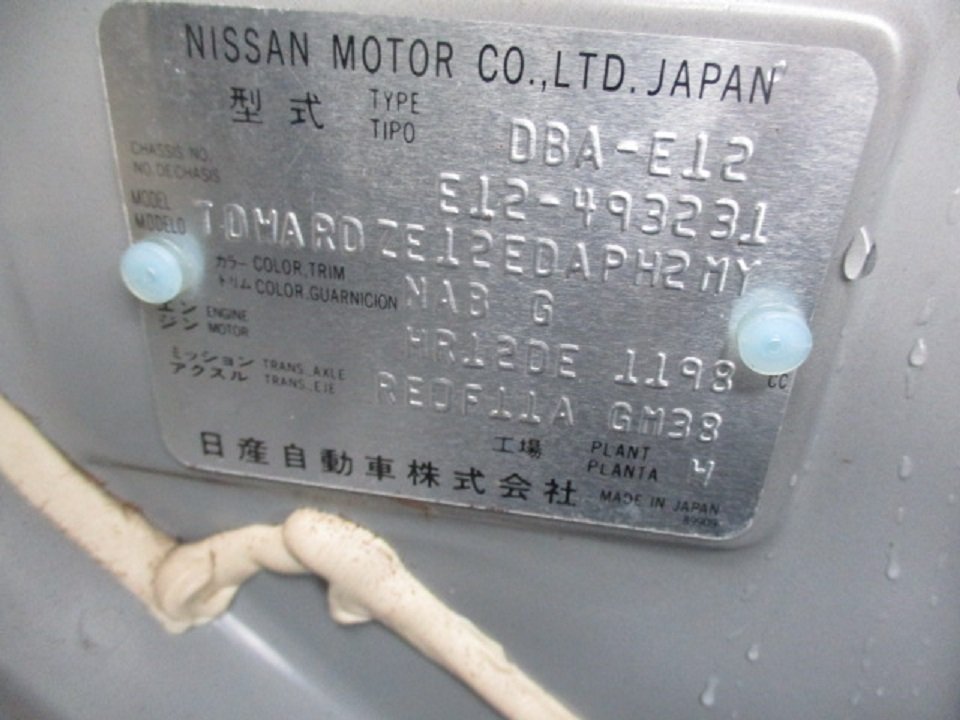 NISSAN MOTOR CO.,LTD. JAPAN
型式 TYPE TIPO DBA-E12
CHASSIS NO. NO. DE CHASIS E12-493231
MODEL MODELO TDMARDZE12EDAPH2MY
カラー トリム COLOR,TRIM COLOR,GUARNICION MAB G
エンジン ENGINE MOTOR HR12DE 1198 CC
ミッション アクスル TRANS.,AXLE TRANS.,EJE RE0F11A GM38
工場 PLANT PLANTA 4
日産自動車株式会社 MADE IN JAPAN
89909